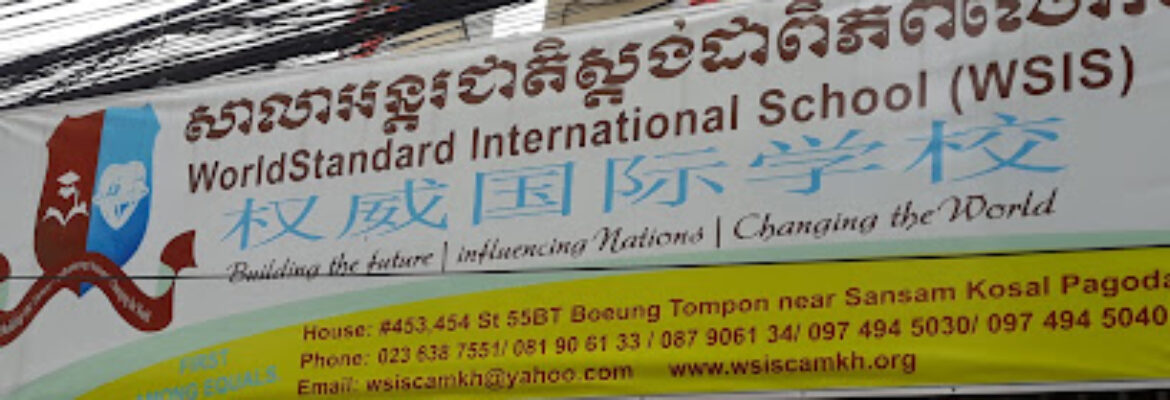 សាលាអន្តរជាតិស្តង់ដាពិភពលោក
WorldStandard International School (WSIS)
权威国际学校
Building the future | influencing Nations | Changing the World
House: #453,454 St 55BT Boeung Tompon near Sansam Kosal Pagoda
Phone: 023 638 7551/ 081 90 61 33 / 087 9061 34/ 097 494 5030/ 097 494 5040
Email: wsiscamkh@yahoo.com www.wsiscamkh.org
FIRST
AMONG EQUALS